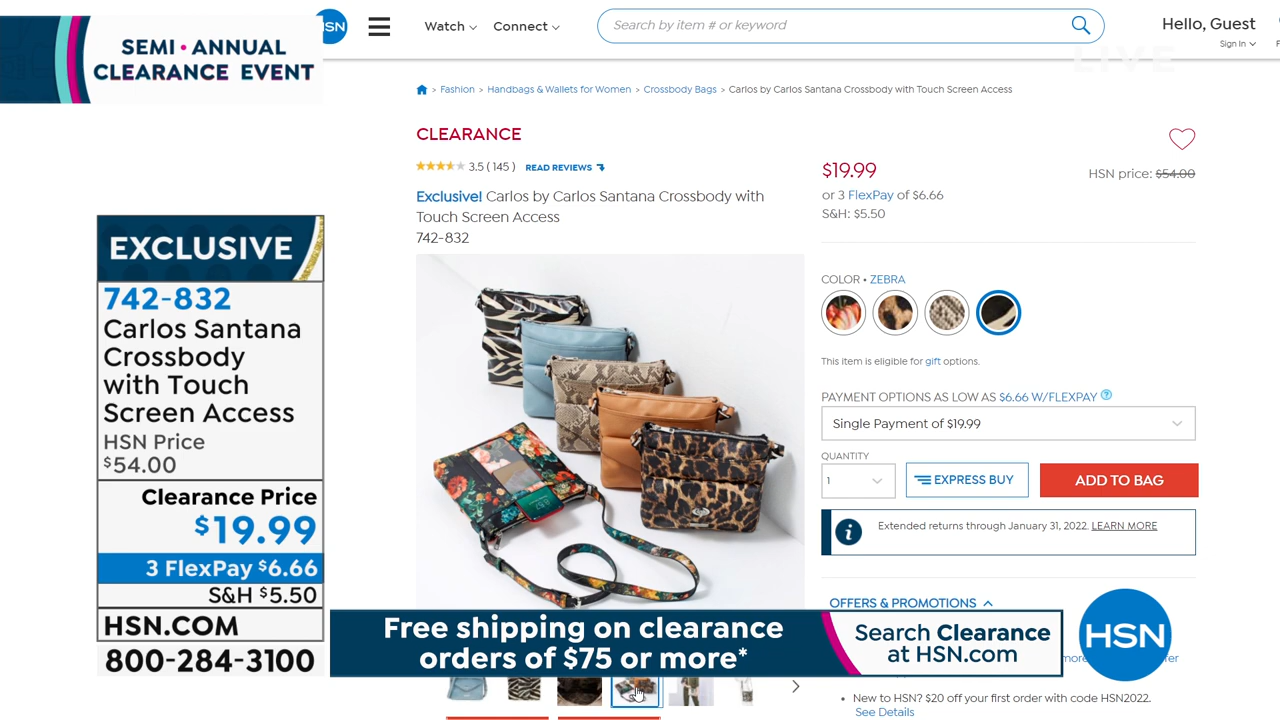 SEMI • ANNUAL
CLEARANCE EVENT
HSN
Watch
Connect
Search by item # or keyword
Hello, Guest
Sign In
LIVE
> Fashion > Handbags & Wallets for Women > Crossbody Bags > Carlos by Carlos Santana Crossbody with Touch Screen Access
CLEARANCE
3.5 ( 145 ) READ REVIEWS
Exclusive! Carlos by Carlos Santana Crossbody with
Touch Screen Access
742-832
$19.99
HSN price: $54.00
or 3 FlexPay of $6.66
S&H: $5.50
COLOR • ZEBRA
This item is eligible for gift options.
PAYMENT OPTIONS AS LOW AS $6.66 W/FLEXPAY ?
Single Payment of $19.99
QUANTITY
1
EXPRESS BUY
ADD TO BAG
Extended returns through January 31, 2022. LEARN MORE
OFFERS & PROMOTIONS
New to HSN? $20 off your first order with code HSN2022.
See Details
EXCLUSIVE
742-832
Carlos Santana
Crossbody
with Touch
Screen Access
HSN Price
$54.00
Clearance Price
$19.99
3 FlexPay $6.66
S&H $5.50
HSN.COM
800-284-3100
Free shipping on clearance
orders of $75 or more*
Search Clearance
at HSN.com
HSN